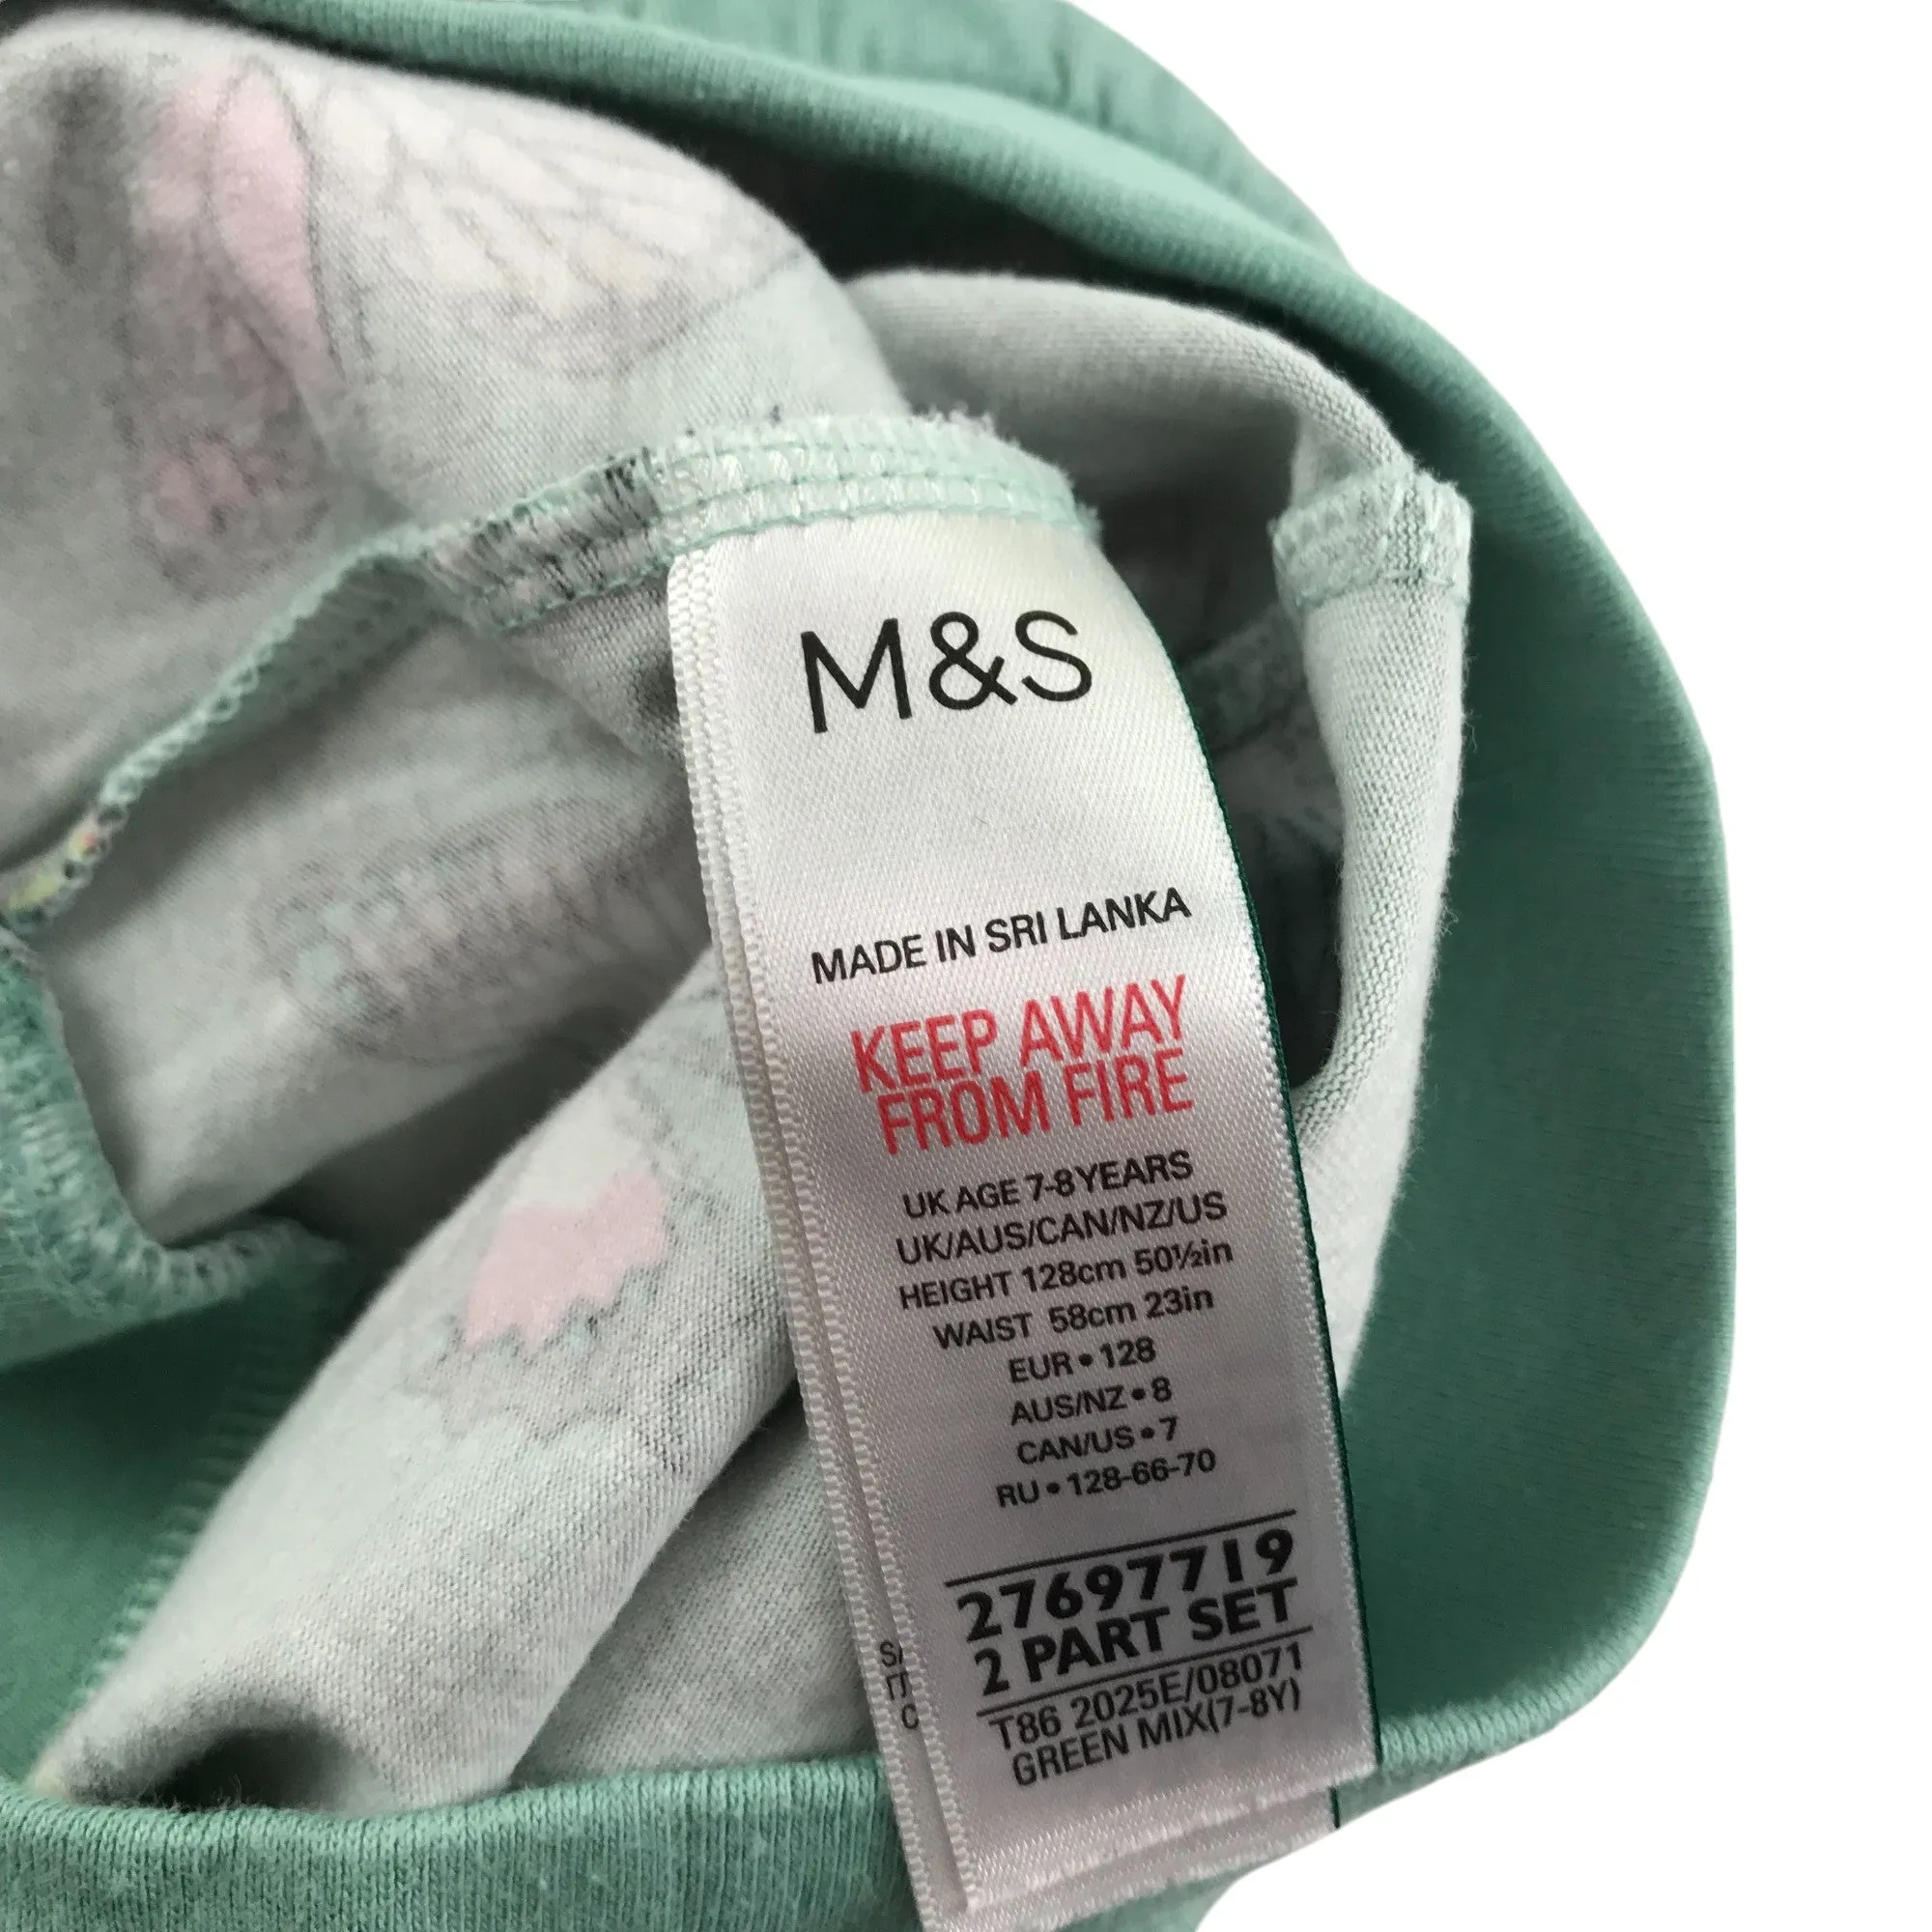 M&S
MADE IN SRI LANKA
KEEP AWAY
FROM FIRE
UK AGE 7-8YEARS
UK/AUS/CAN/NZ/US
HEIGHT 128cm 50½in
WAIST 58cm 23in
EUR•128
AUS/NZ•8
CAN/US•7
RU•128-66-70
27697719
2 PART SET
T86 2025E/08071
GREEN MIX(7-8Y)